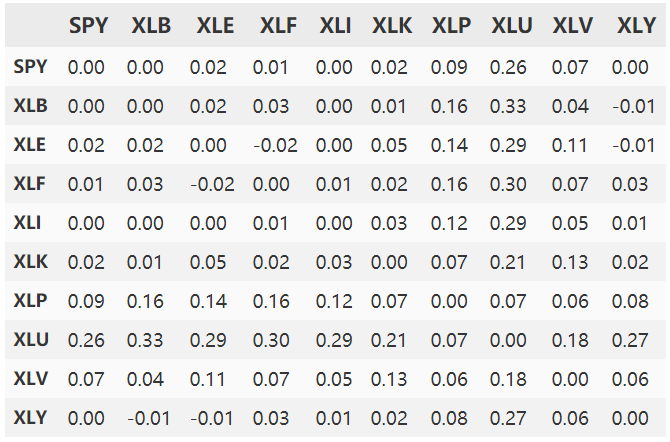 SPY XLB XLE XLF XLI XLK XLP XLU XLV XLY
SPY 0.00 0.00 0.02 0.01 0.00 0.02 0.09 0.26 0.07 0.00
XLB 0.00 0.00 0.02 0.03 0.00 0.01 0.16 0.33 0.04 -0.01
XLE 0.02 0.02 0.00 -0.02 0.00 0.05 0.14 0.29 0.11 -0.01
XLF 0.01 0.03 -0.02 0.00 0.01 0.02 0.16 0.30 0.07 0.03
XLI 0.00 0.00 0.00 0.01 0.00 0.03 0.12 0.29 0.05 0.01
XLK 0.02 0.01 0.05 0.02 0.03 0.00 0.07 0.21 0.13 0.02
XLP 0.09 0.16 0.14 0.16 0.12 0.07 0.00 0.07 0.06 0.08
XLU 0.26 0.33 0.29 0.30 0.29 0.21 0.07 0.00 0.18 0.27
XLV 0.07 0.04 0.11 0.07 0.05 0.13 0.06 0.18 0.00 0.06
XLY 0.00 -0.01 -0.01 0.03 0.01 0.02 0.08 0.27 0.06 0.00